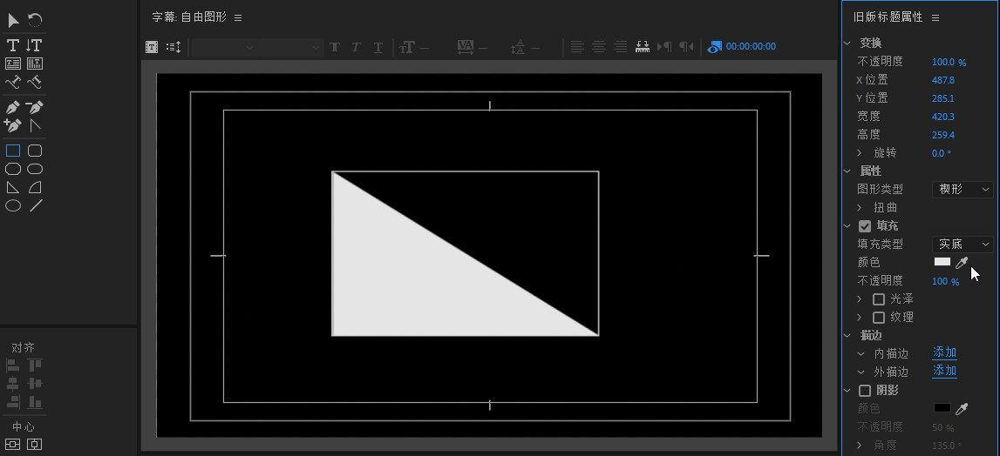 字幕: 自由图形
00:00:00:00
对齐
中心
旧版标题属性
变换
不透明度 100.0 %
X 位置 487.8
Y 位置 285.1
宽度 420.3
高度 259.4
旋转 0.0 °
属性
图形类型 楔形
扭曲
填充
填充类型 实底
颜色
不透明度 100 %
光泽
纹理
描边
内描边 添加
外描边 添加
阴影
颜色
不透明度 50 %
角度 135.0 °